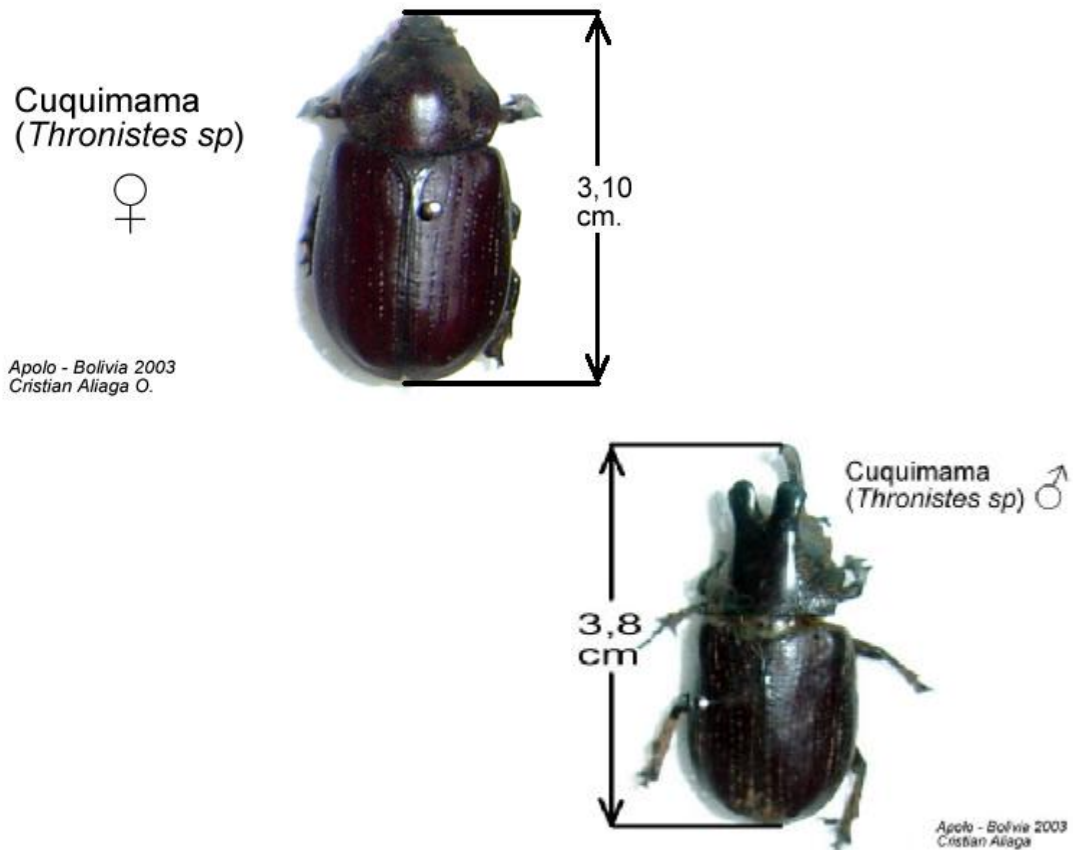 Cuquimama
(Thronistes sp)
♀
3,10
cm.
Apolo - Bolivia 2003
Cristian Aliaga O.
Cuquimama
(Thronistes sp) ♂
3,8
cm
Apolo - Bolivia 2003
Cristian Aliaga